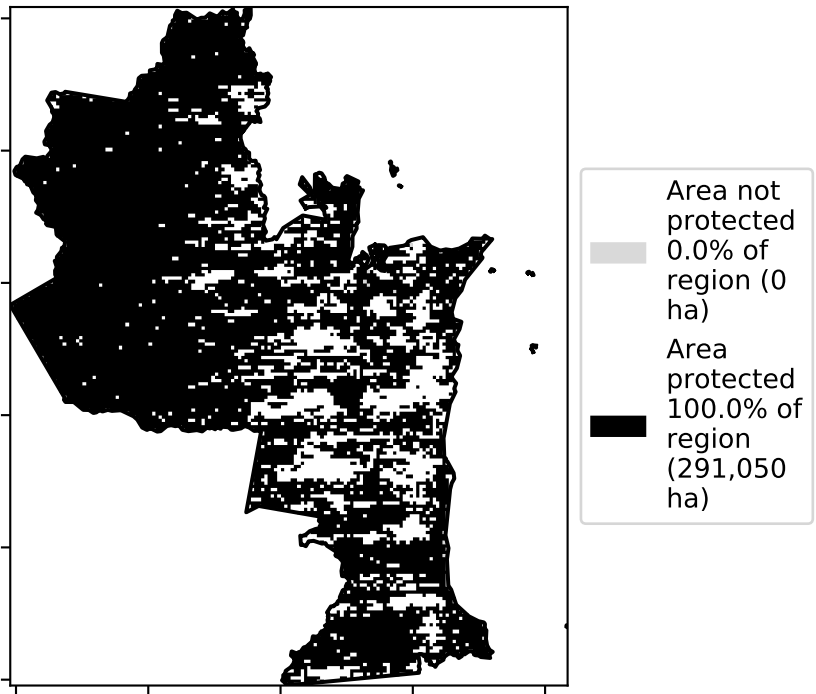 Area not
protected
0.0% of
region (0
ha)
Area
protected
100.0% of
region
(291,050
ha)